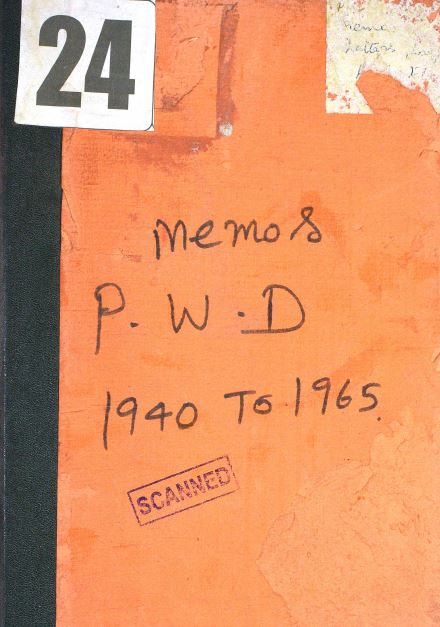 24
Memos
P. W. D
1940 To 1965.
SCANNED